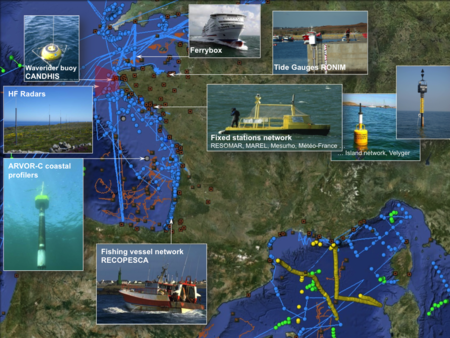 Waverider buoy
CANDHIS
Ferrybox
Tide Gauges RONIM
HF Radars
Fixed stations network
RESOMAR, MAREL, Mesurho, Météo-France ...
... Island network, Velyger
ARVOR-C coastal
profilers
Fishing vessel network
RECOPESCA